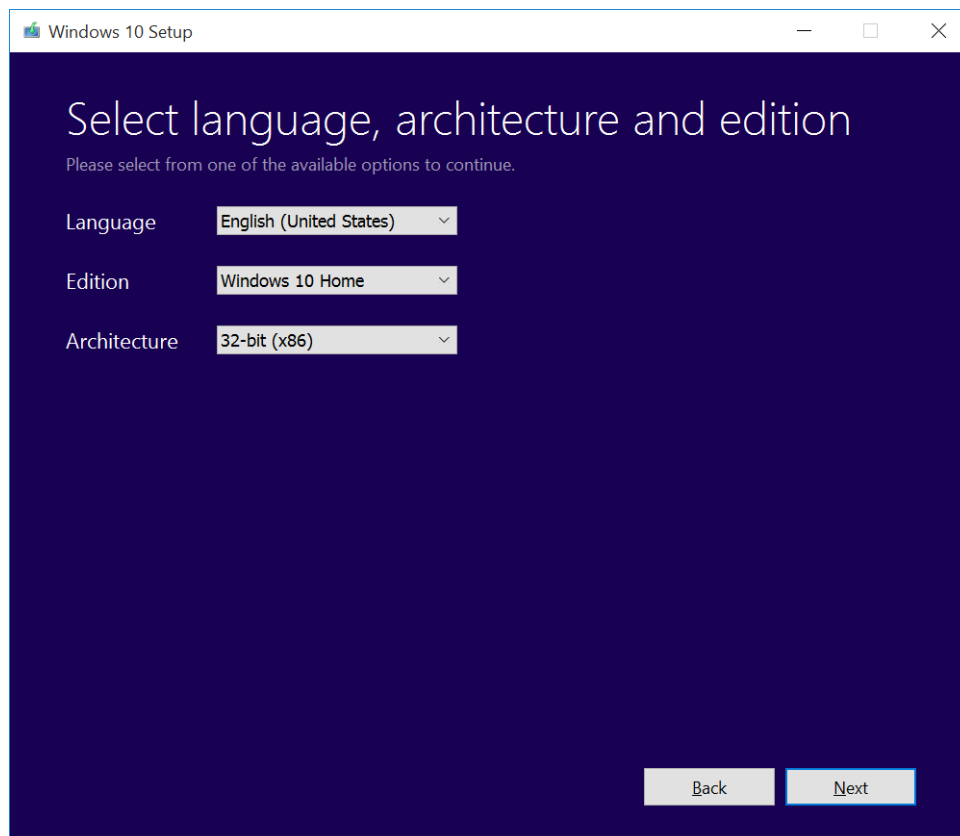 Windows 10 Setup
Select language, architecture and edition
Please select from one of the available options to continue.
Language English (United States)
Edition Windows 10 Home
Architecture 32-bit (x86)
Back Next